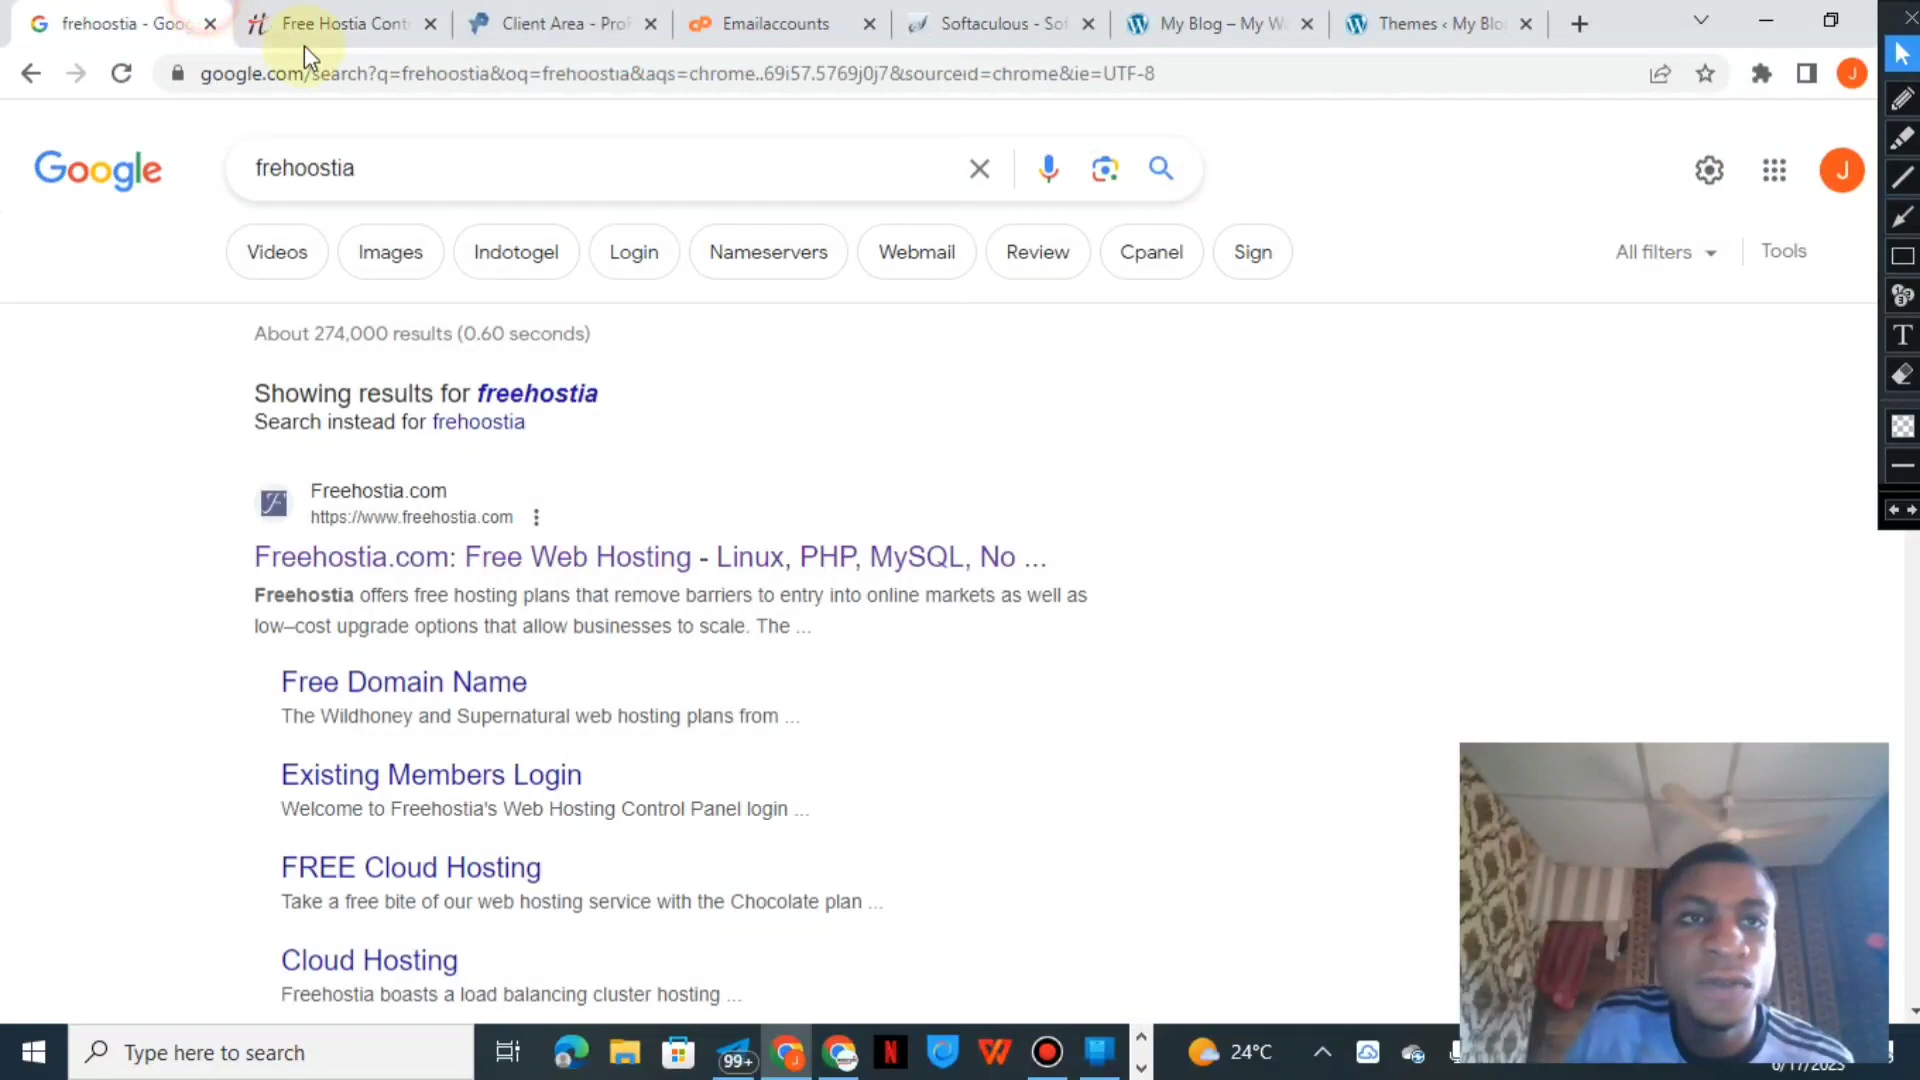 frehoostia - Goog
Free Hostia Cont
Client Area - ProF
Emailaccounts
Softaculous - Sof
My Blog – My W
Themes ‹ My Blo
google.com/search?q=frehoostia&oq=frehoostia&aqs=chrome..69i57.5769j0j7&sourceid=chrome&ie=UTF-8
J
Google
frehoostia
J
Videos
Images
Indotogel
Login
Nameservers
Webmail
Review
Cpanel
Sign
All filters
Tools
About 274,000 results (0.60 seconds)
Showing results for freehostia
Search instead for frehoostia
Freehostia.com
https://www.freehostia.com
Freehostia.com: Free Web Hosting - Linux, PHP, MySQL, No ...
Freehostia offers free hosting plans that remove barriers to entry into online markets as well as
low–cost upgrade options that allow businesses to scale. The ...
Free Domain Name
The Wildhoney and Supernatural web hosting plans from ...
Existing Members Login
Welcome to Freehostia's Web Hosting Control Panel login ...
FREE Cloud Hosting
Take a free bite of our web hosting service with the Chocolate plan ...
Cloud Hosting
Freehostia boasts a load balancing cluster hosting ...
Type here to search
99+
24°C
6/17/2023